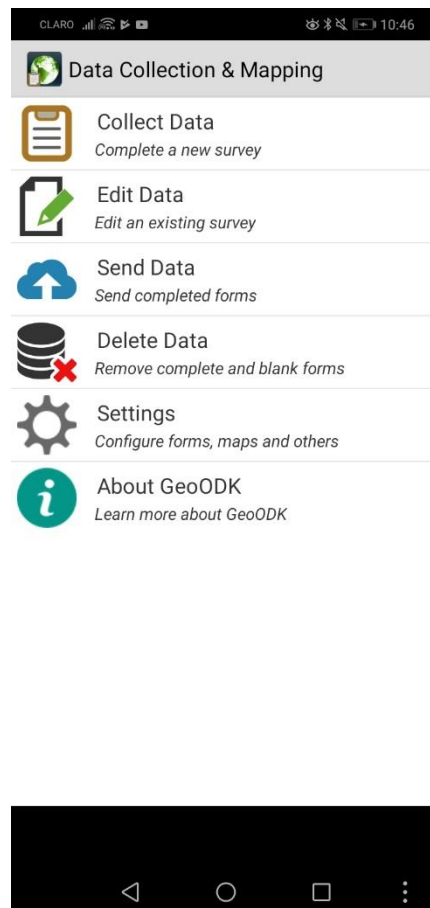 CLARO 10:46
Data Collection & Mapping
Collect Data
Complete a new survey
Edit Data
Edit an existing survey
Send Data
Send completed forms
Delete Data
Remove complete and blank forms
Settings
Configure forms, maps and others
About GeoODK
Learn more about GeoODK